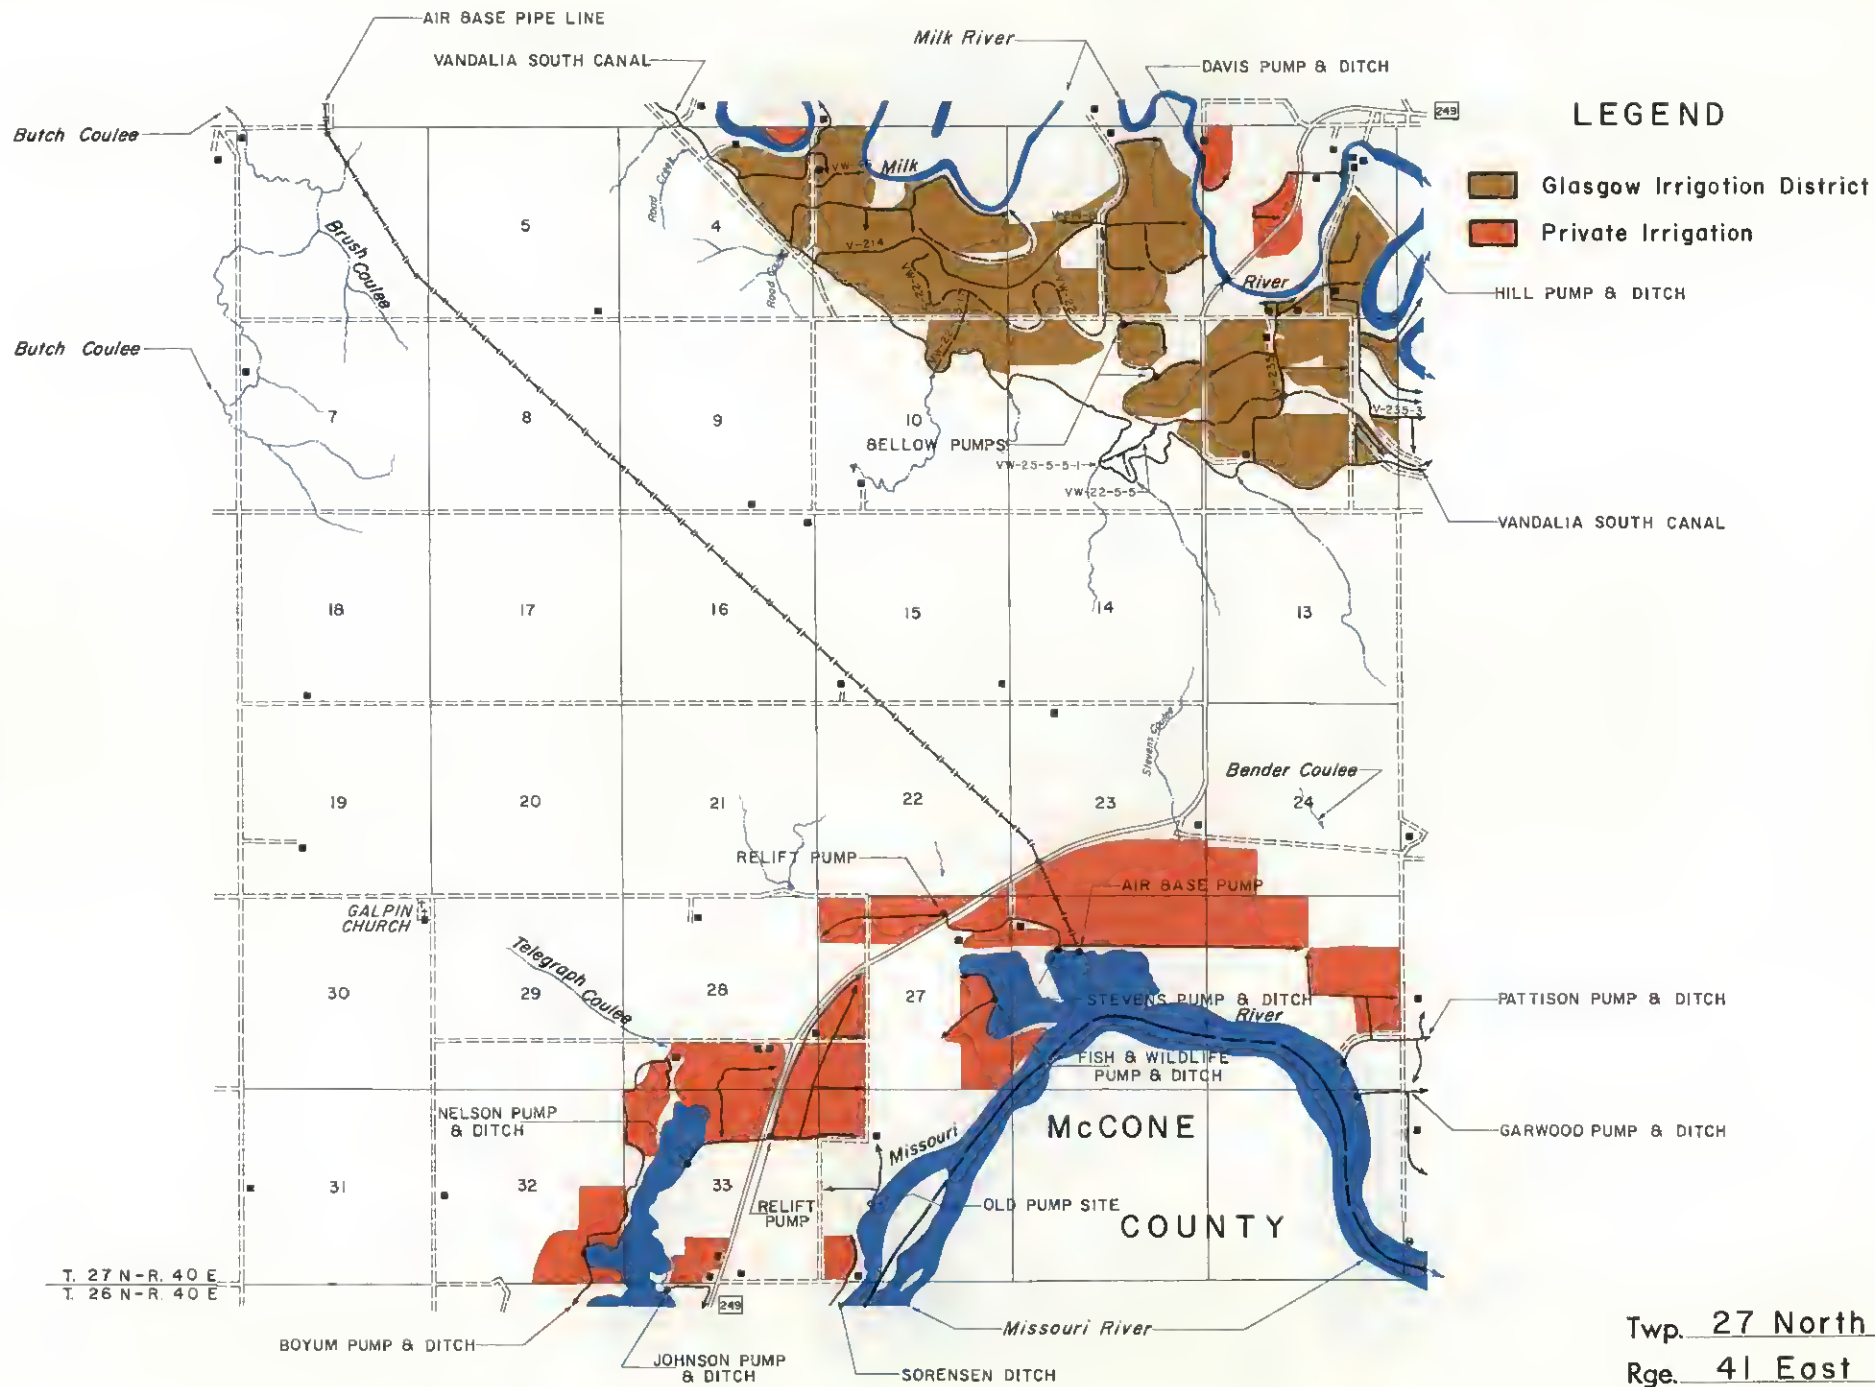 AIR BASE PIPE LINE
VANDALIA SOUTH CANAL
Milk River
DAVIS PUMP & DITCH
249
LEGEND
Butch Coulee
Glasgow Irrigation District
Private Irrigation
Milk
VW-
Road Creek
Brush Coulee
5
4
V-214
Road Creek
River
HILL PUMP & DITCH
Butch Coulee
7
8
9
10
BELLOW PUMPS
V-235
V-235-3
VW-25-5-5-1
VW-22-5-5
VANDALIA SOUTH CANAL
18
17
16
15
14
13
Stevens Coulee
Bender Coulee
19
20
21
22
23
24
RELIFT PUMP
AIR BASE PUMP
GALPIN
CHURCH
Telegraph Coulee
30
29
28
27
STEVENS PUMP & DITCH
River
PATTISON PUMP & DITCH
FISH & WILDLIFE
PUMP & DITCH
NELSON PUMP
& DITCH
McCONE
COUNTY
Missouri
GARWOOD PUMP & DITCH
31
32
33
RELIFT
PUMP
OLD PUMP SITE
T. 27 N-R. 40 E
T. 26 N-R. 40 E
249
BOYUM PUMP & DITCH
JOHNSON PUMP
& DITCH
SORENSEN DITCH
Missouri River
Twp. 27 North
Rge. 41 East